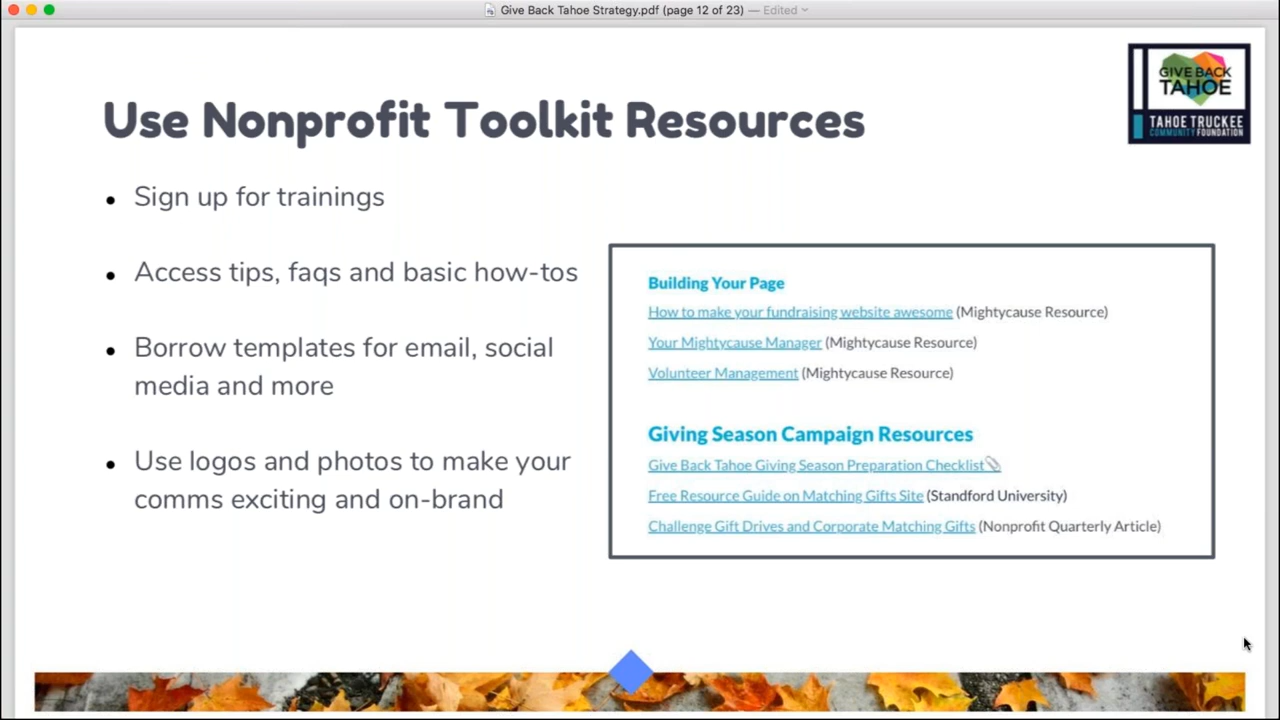 Give Back Tahoe Strategy.pdf (page 12 of 23) — Edited
GIVE BACK
TAHOE
TAHOE TRUCKEE
COMMUNITY FOUNDATION
Use Nonprofit Toolkit Resources
• Sign up for trainings
• Access tips, faqs and basic how-tos
• Borrow templates for email, social
media and more
• Use logos and photos to make your
comms exciting and on-brand
Building Your Page
How to make your fundraising website awesome (Mightycause Resource)
Your Mightycause Manager (Mightycause Resource)
Volunteer Management (Mightycause Resource)
Giving Season Campaign Resources
Give Back Tahoe Giving Season Preparation Checklist
Free Resource Guide on Matching Gifts Site (Standford University)
Challenge Gift Drives and Corporate Matching Gifts (Nonprofit Quarterly Article)